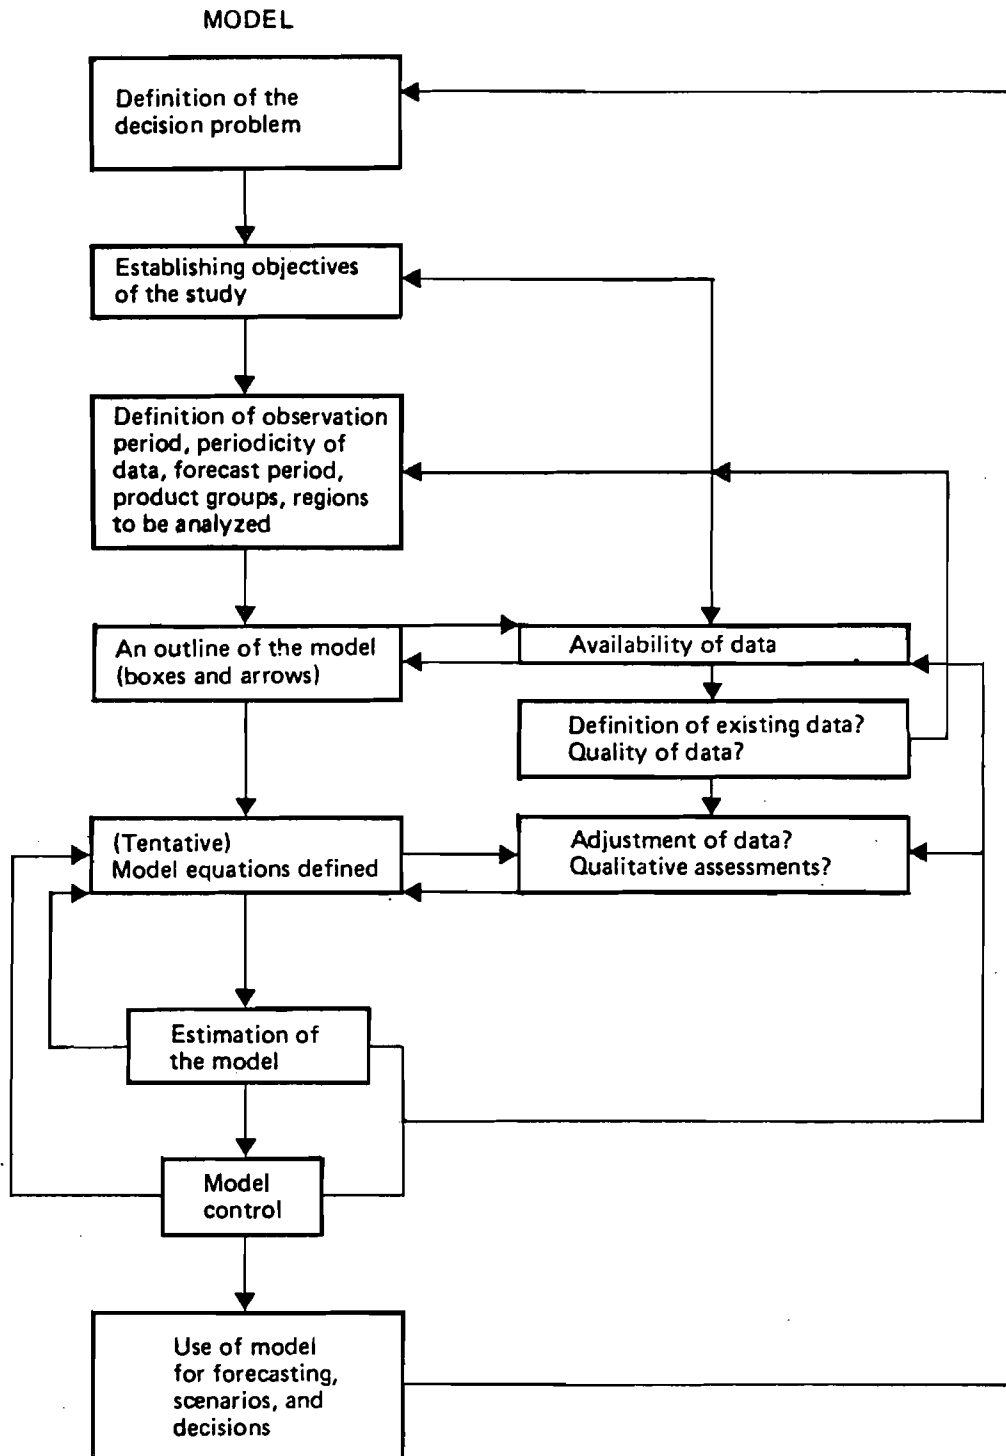 MODEL
Definition of the
decision problem
Establishing objectives
of the study
Definition of observation
period, periodicity of
data, forecast period,
product groups, regions
to be analyzed
An outline of the model
(boxes and arrows)
Availability of data
Definition of existing data?
Quality of data?
(Tentative)
Model equations defined
Adjustment of data?
Qualitative assessments?
Estimation of
the model
Model
control
Use of model
for forecasting,
scenarios, and
decisions